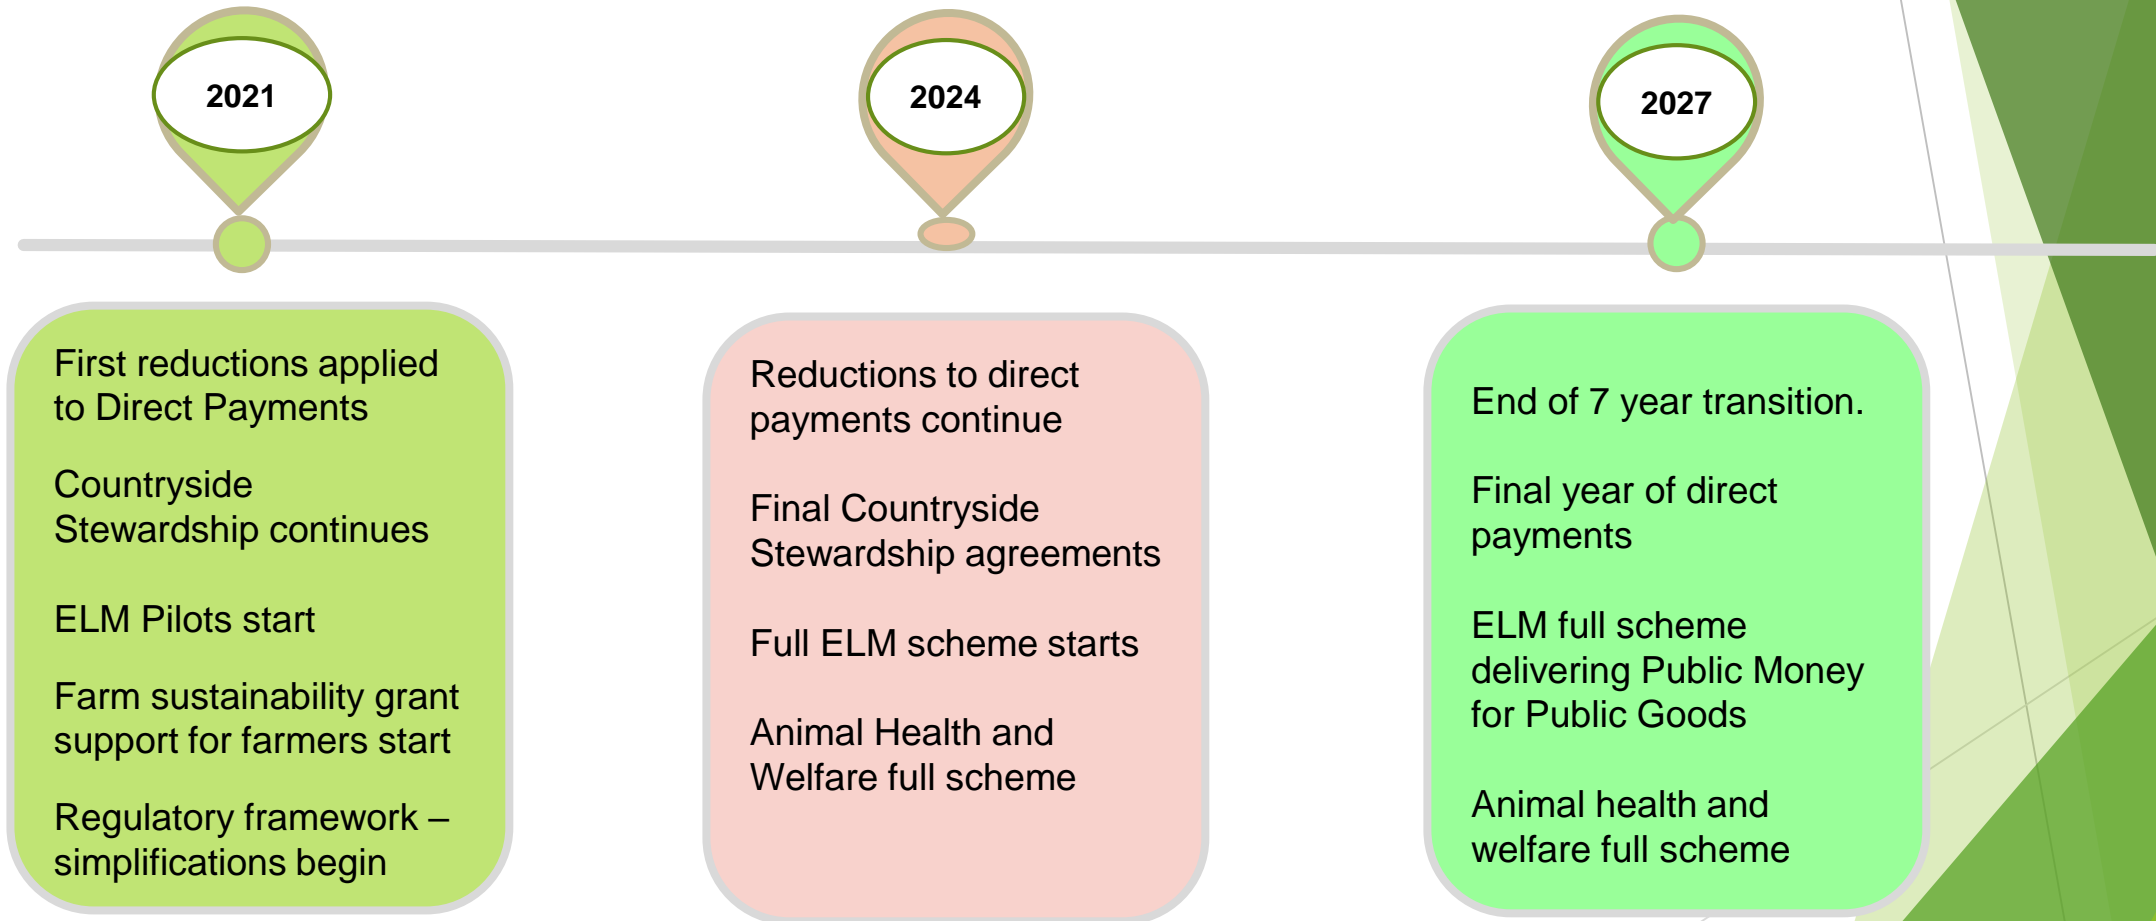 2021
2024
2027
First reductions applied
to Direct Payments
Countryside
Stewardship continues
ELM Pilots start
Farm sustainability grant
support for farmers start
Regulatory framework –
simplifications begin
Reductions to direct
payments continue
Final Countryside
Stewardship agreements
Full ELM scheme starts
Animal Health and
Welfare full scheme
End of 7 year transition.
Final year of direct
payments
ELM full scheme
delivering Public Money
for Public Goods
Animal health and
welfare full scheme